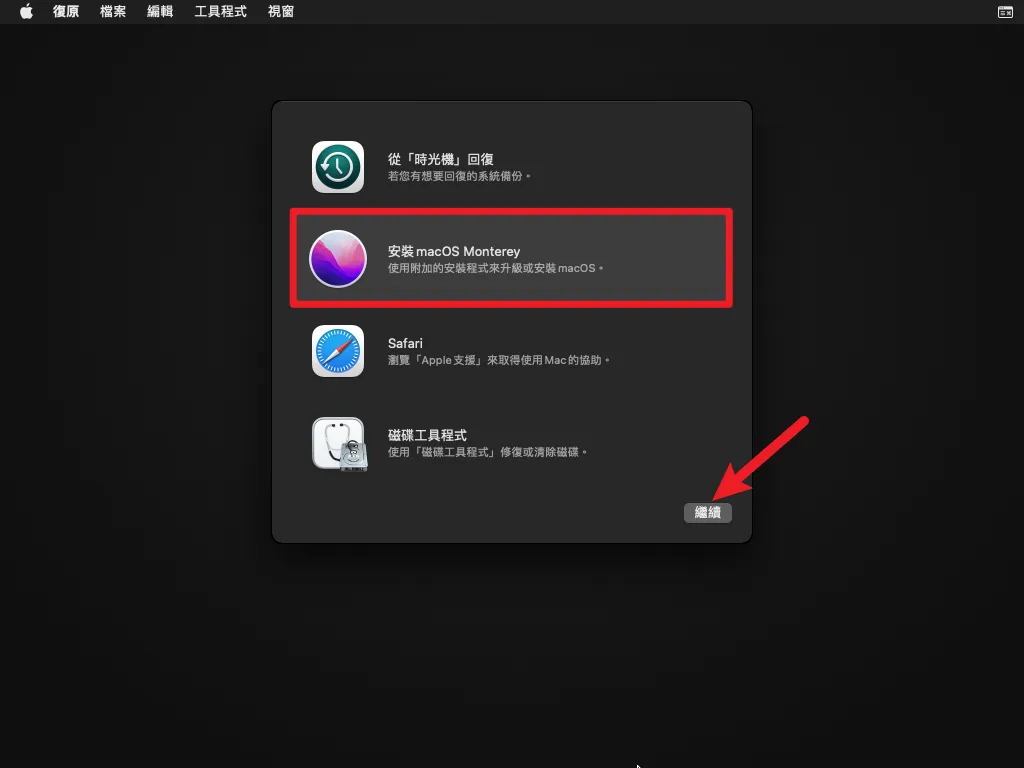 復原 檔案 編輯 工具程式 視窗
從「時光機」回復
若您有想要回復的系統備份。
安裝 macOS Monterey
使用附加的安裝程式來升級或安裝 macOS。
Safari
瀏覽「Apple 支援」來取得使用 Mac 的協助。
磁碟工具程式
使用「磁碟工具程式」修復或清除磁碟。
繼續